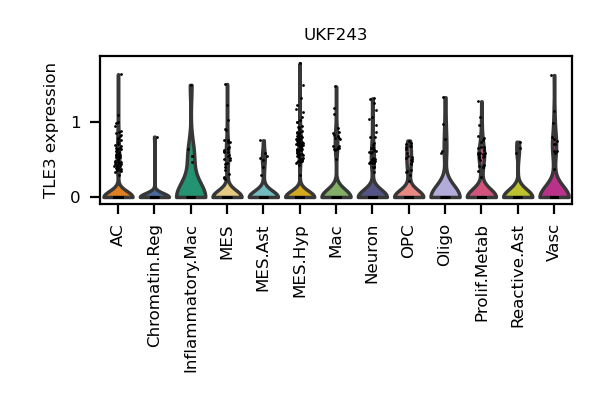 UKF243
TLE3 expression
1
0
AC
Chromatin.Reg
Inflammatory.Mac
MES
MES.Ast
MES.Hyp
Mac
Neuron
OPC
Oligo
Prolif.Metab
Reactive.Ast
Vasc